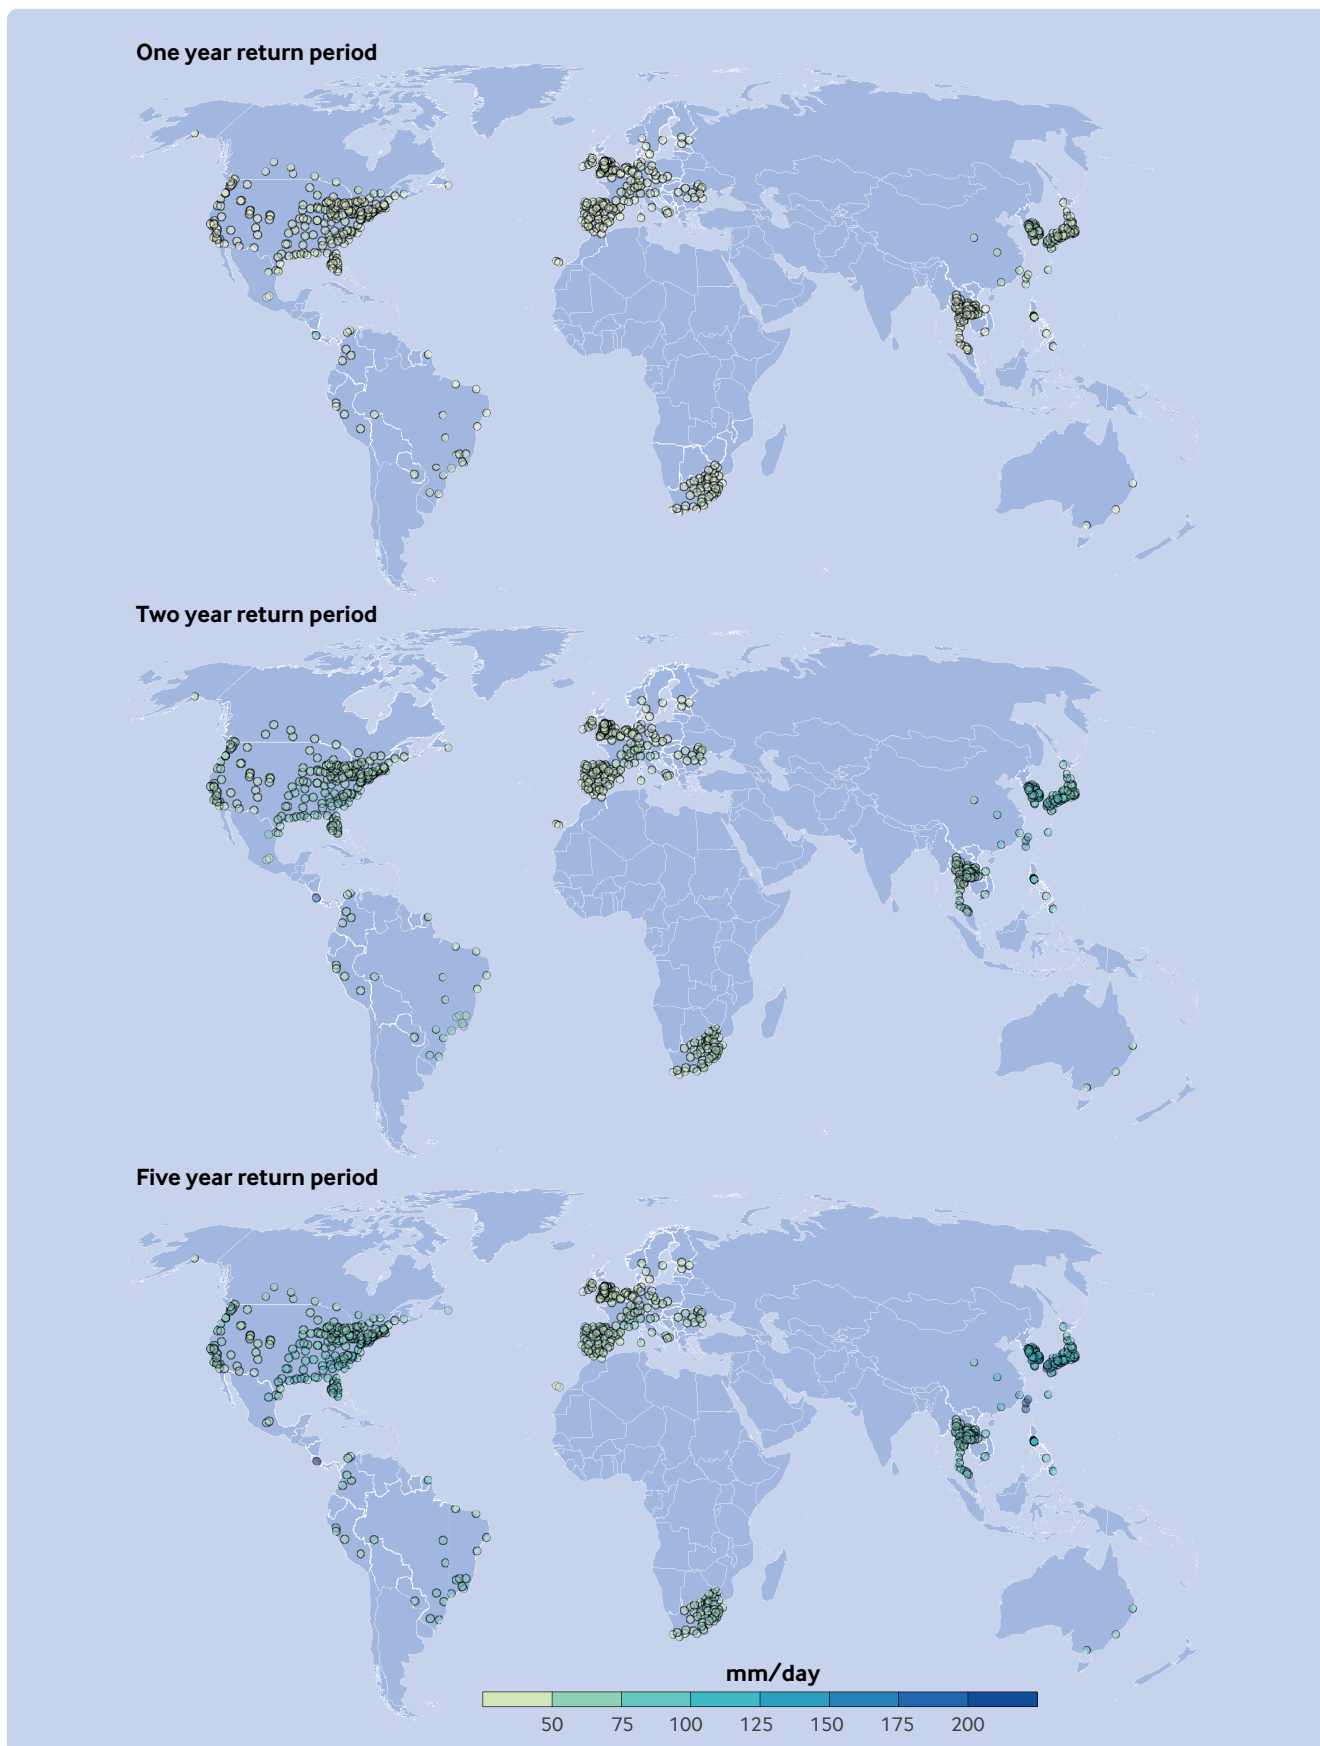 One year return period
Two year return period
Five year return period
mm/day
50 75 100 125 150 175 200